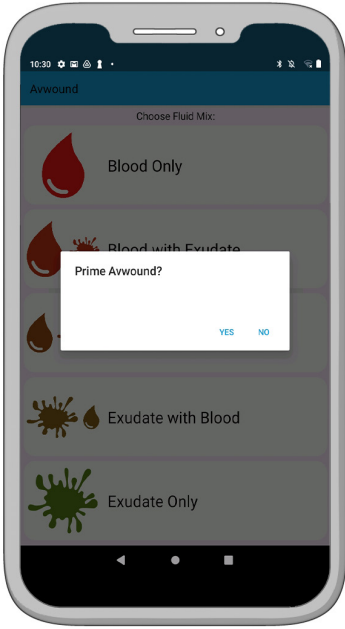 10:30
Avwound
Choose Fluid Mix:
Blood Only
Blood with Exudate
Prime Avwound?
YES NO
Exudate with Blood
Exudate Only